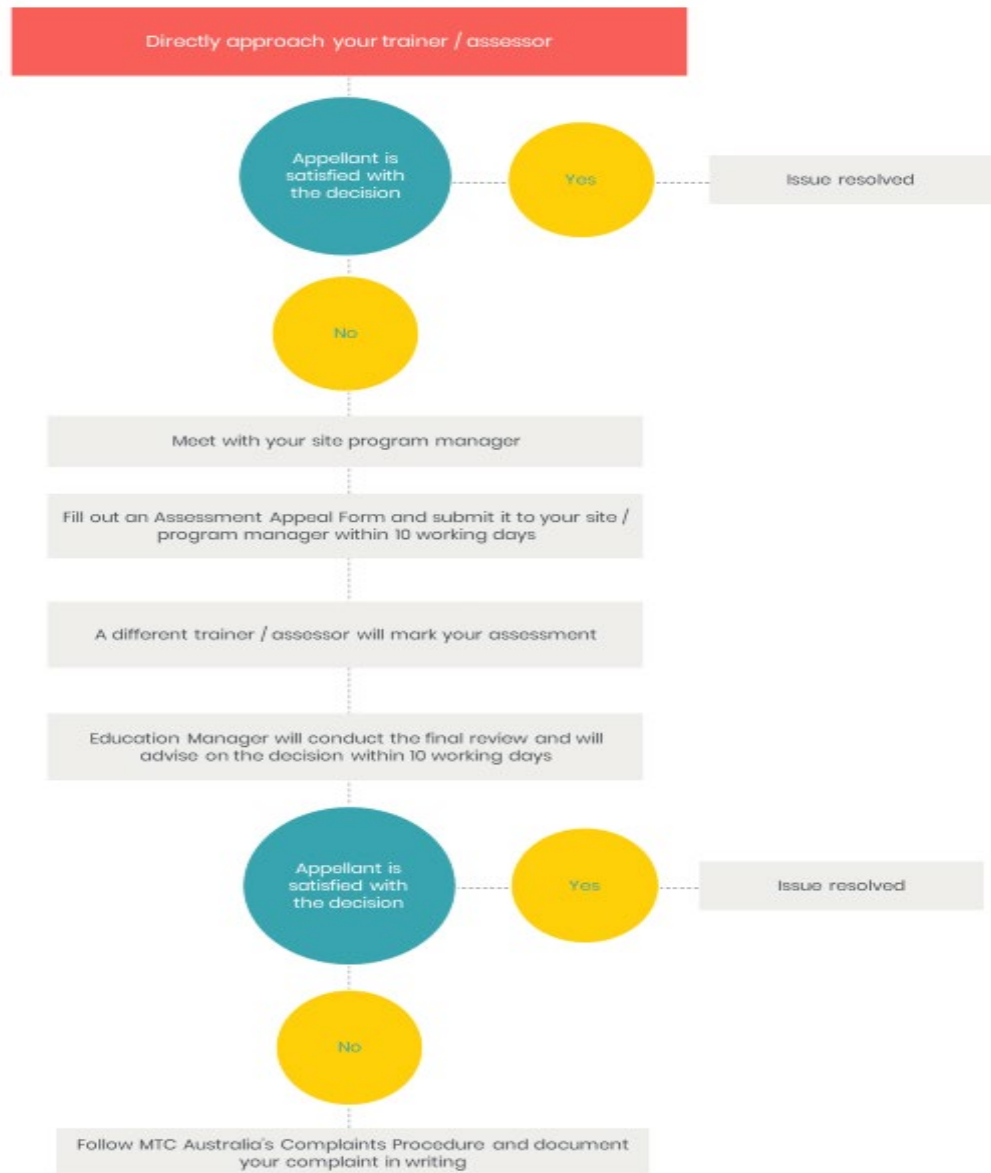 Directly approach your trainer / assessor
Appellant is
satisfied with
the decision
Yes
Issue resolved
No
Meet with your site program manager
Fill out an Assessment Appeal Form and submit it to your site /
program manager within 10 working days
A different trainer / assessor will mark your assessment
Education Manager will conduct the final review and will
advise on the decision within 10 working days
Appellant is
satisfied with
the decision
Yes
Issue resolved
No
Follow MTC Australia's Complaints Procedure and document
your complaint in writing